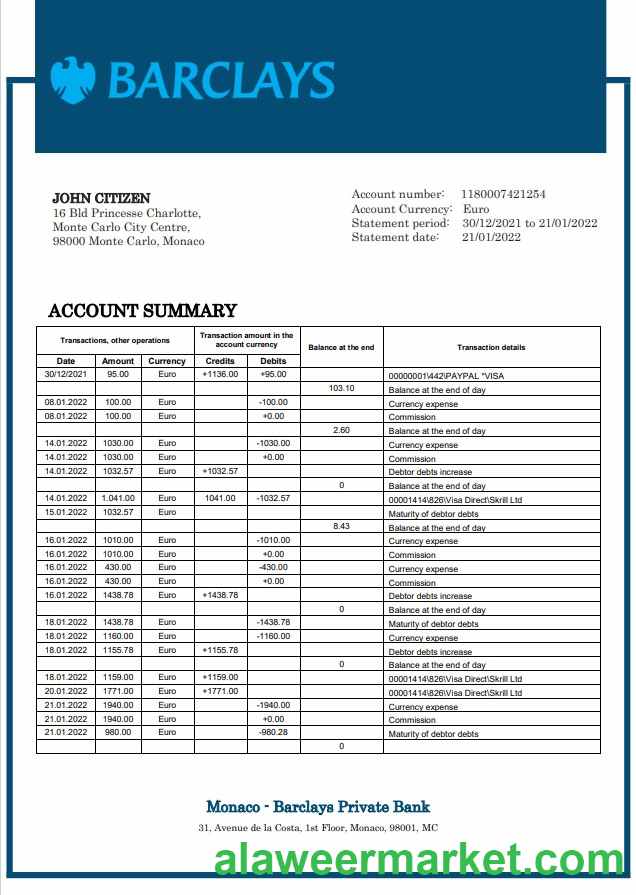 BARCLAYS
JOHN CITIZEN
16 Bld Princesse Charlotte,
Monte Carlo City Centre,
98000 Monte Carlo, Monaco
Account number: 1180007421254
Account Currency: Euro
Statement period: 30/12/2021 to 21/01/2022
Statement date: 21/01/2022
ACCOUNT SUMMARY
Transactions, other operations Transaction amount in the account currency Balance at the end Transaction details
Date Amount Currency Credits Debits
30/12/2021 95.00 Euro +1136.00 +95.00 00000001\442\PAYPAL "VISA
103.10 Balance at the end of day
08.01.2022 100.00 Euro -100.00 Currency expense
08.01.2022 100.00 Euro +0.00 Commission
2.60 Balance at the end of day
14.01.2022 1030.00 Euro -1030.00 Currency expense
14.01.2022 1030.00 Euro +0.00 Commission
14.01.2022 1032.57 Euro +1032.57 Debtor debts increase
0 Balance at the end of day
14.01.2022 1.041.00 Euro 1041.00 -1032.57 00001414\826\Visa Direct\Skrill Ltd
15.01.2022 1032.57 Euro Maturity of debtor debts
8.43 Balance at the end of day
16.01.2022 1010.00 Euro -1010.00 Currency expense
16.01.2022 1010.00 Euro +0.00 Commission
16.01.2022 430.00 Euro -430.00 Currency expense
16.01.2022 430.00 Euro +0.00 Commission
16.01.2022 1438.78 Euro +1438.78 Debtor debts increase
0 Balance at the end of day
18.01.2022 1438.78 Euro -1438.78 Maturity of debtor debts
18.01.2022 1160.00 Euro -1160.00 Currency expense
18.01.2022 1155.78 Euro +1155.78 Debtor debts increase
0 Balance at the end of day
18.01.2022 1159.00 Euro +1159.00 00001414\826\Visa Direct\Skrill Ltd
20.01.2022 1771.00 Euro +1771.00 00001414\826\Visa Direct\Skrill Ltd
21.01.2022 1940.00 Euro -1940.00 Currency expense
21.01.2022 1940.00 Euro +0.00 Commission
21.01.2022 980.00 Euro -980.28 Maturity of debtor debts
0
Monaco - Barclays Private Bank
31, Avenue de la Costa, 1st Floor, Monaco, 98001, MC
alaweermarket.com